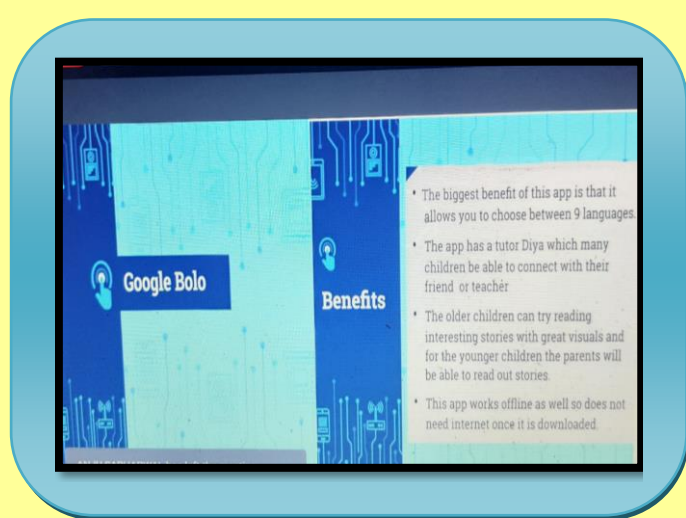 Google Bolo
Benefits
• The biggest benefit of this app is that it
allows you to choose between 9 languages.
• The app has a tutor Diya which many
children be able to connect with their
friend or teacher
• The older children can try reading
interesting stories with great visuals and
for the younger children the parents will
be able to read out stories.
• This app works offline as well so does not
need internet once it is downloaded.